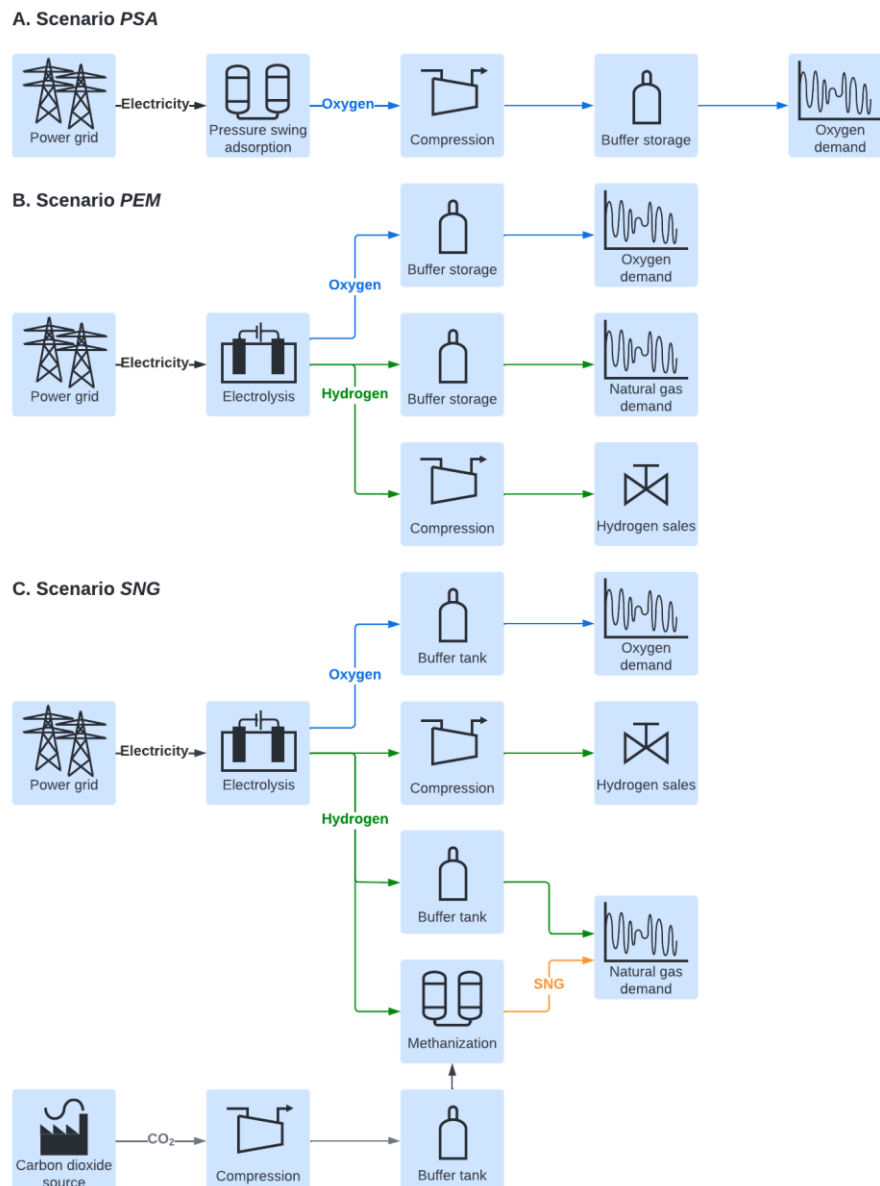 A. Scenario PSA
Electricity
Oxygen
Power grid
Pressure swing
adsorption
Compression
Buffer storage
Oxygen
demand
B. Scenario PEM
Buffer storage
Oxygen
demand
Oxygen
Electricity
Power grid
Electrolysis
Hydrogen
Buffer storage
Natural gas
demand
Compression
Hydrogen sales
C. Scenario SNG
Buffer tank
Oxygen
demand
Oxygen
Electricity
Power grid
Electrolysis
Compression
Hydrogen sales
Hydrogen
Buffer tank
Natural gas
demand
SNG
Methanization
CO₂
Carbon dioxide
source
Compression
Buffer tank